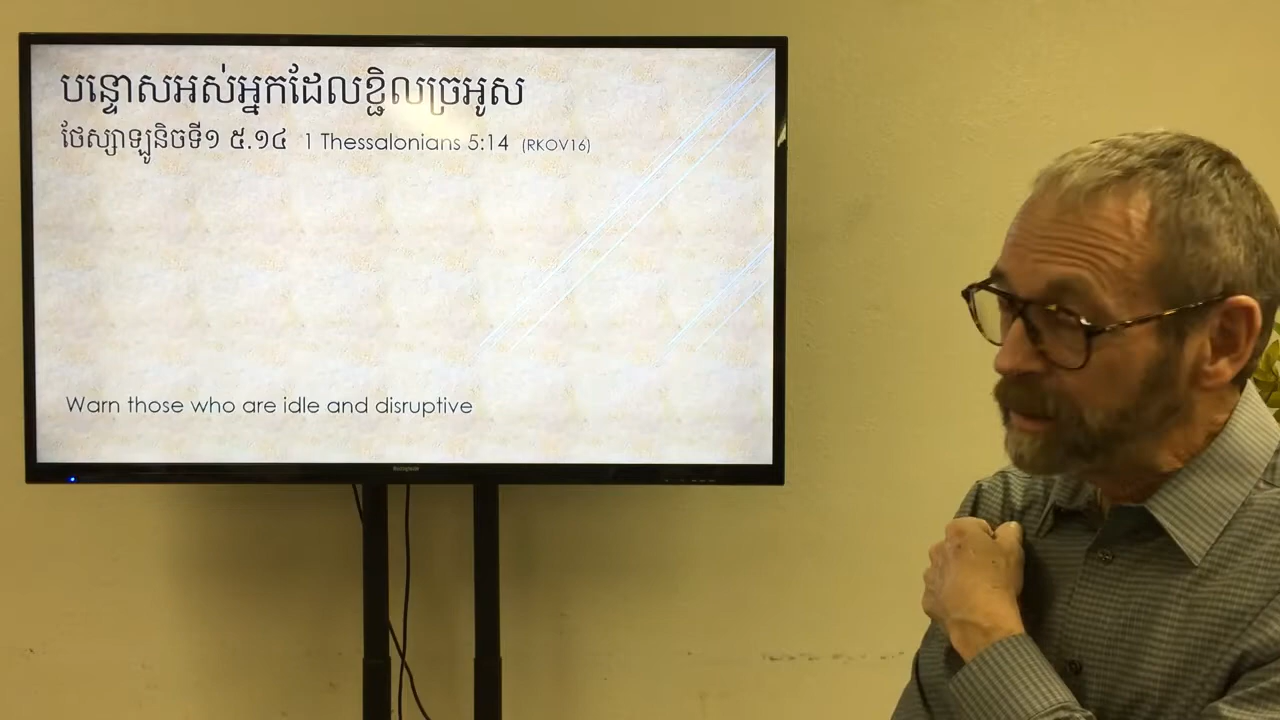 បន្ទោសអស់អ្នកដែលខ្ជិលច្រអូស
ថែស្សាឡូនិចទី១ ៥.១៤ 1 Thessalonians 5:14 (RKOV16)
Warn those who are idle and disruptive
Westinghouse